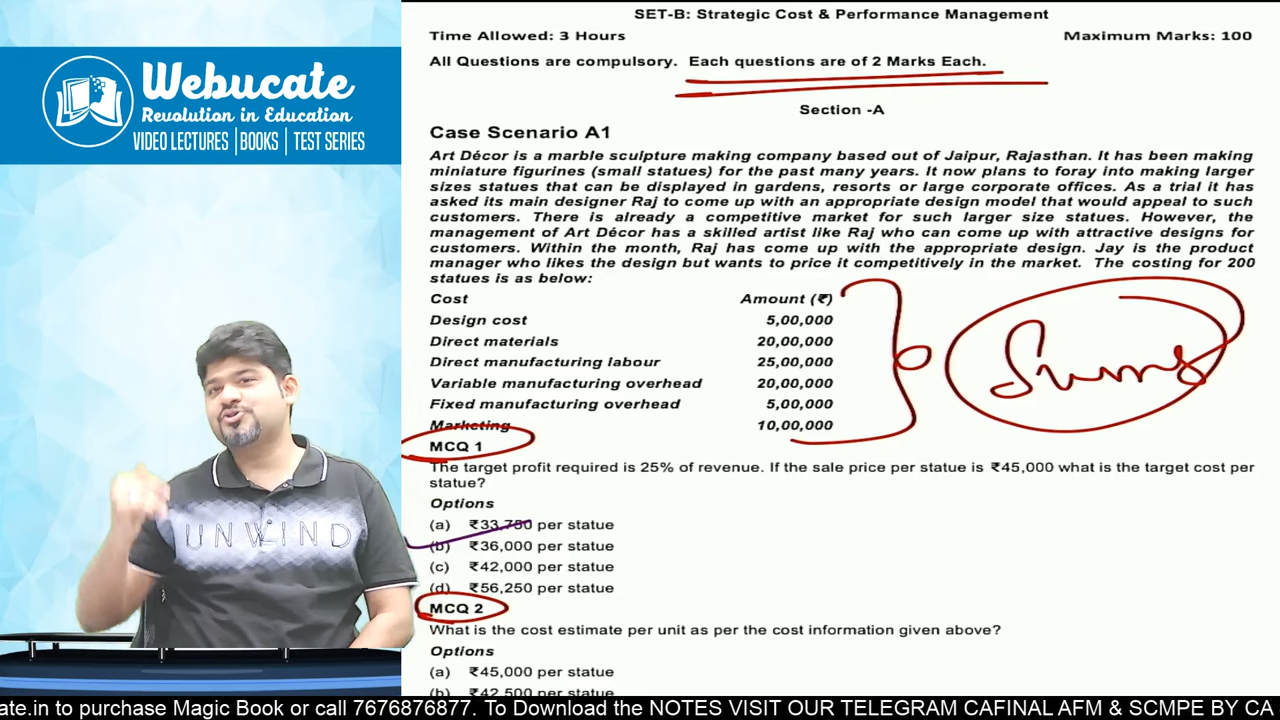 Webucate
Revolution in Education
VIDEO LECTURES | BOOKS | TEST SERIES
UNWIND
SET-B: Strategic Cost & Performance Management
Time Allowed: 3 Hours Maximum Marks: 100
All Questions are compulsory. Each questions are of 2 Marks Each.
Section -A
Case Scenario A1
Art Décor is a marble sculpture making company based out of Jaipur, Rajasthan. It has been making
miniature figurines (small statues) for the past many years. It now plans to foray into making larger
sizes statues that can be displayed in gardens, resorts or large corporate offices. As a trial it has
asked its main designer Raj to come up with an appropriate design model that would appeal to such
customers. There is already a competitive market for such larger size statues. However, the
management of Art Décor has a skilled artist like Raj who can come up with attractive designs for
customers. Within the month, Raj has come up with the appropriate design. Jay is the product
manager who likes the design but wants to price it competitively in the market. The costing for 200
statues is as below:
Cost Amount (₹)
Design cost 5,00,000
Direct materials 20,00,000
Direct manufacturing labour 25,00,000
Variable manufacturing overhead 20,00,000
Fixed manufacturing overhead 5,00,000
Marketing 10,00,000
Sums
MCQ 1
The target profit required is 25% of revenue. If the sale price per statue is ₹45,000 what is the target cost per
statue?
Options
(a) ₹33,750 per statue
(b) ₹36,000 per statue
(c) ₹42,000 per statue
(d) ₹56,250 per statue
MCQ 2
What is the cost estimate per unit as per the cost information given above?
Options
(a) ₹45,000 per statue
(b) ₹42,500 per statue
ate.in to purchase Magic Book or call 7676876877. To Download the NOTES VISIT OUR TELEGRAM CAFINAL AFM & SCMPE BY CA